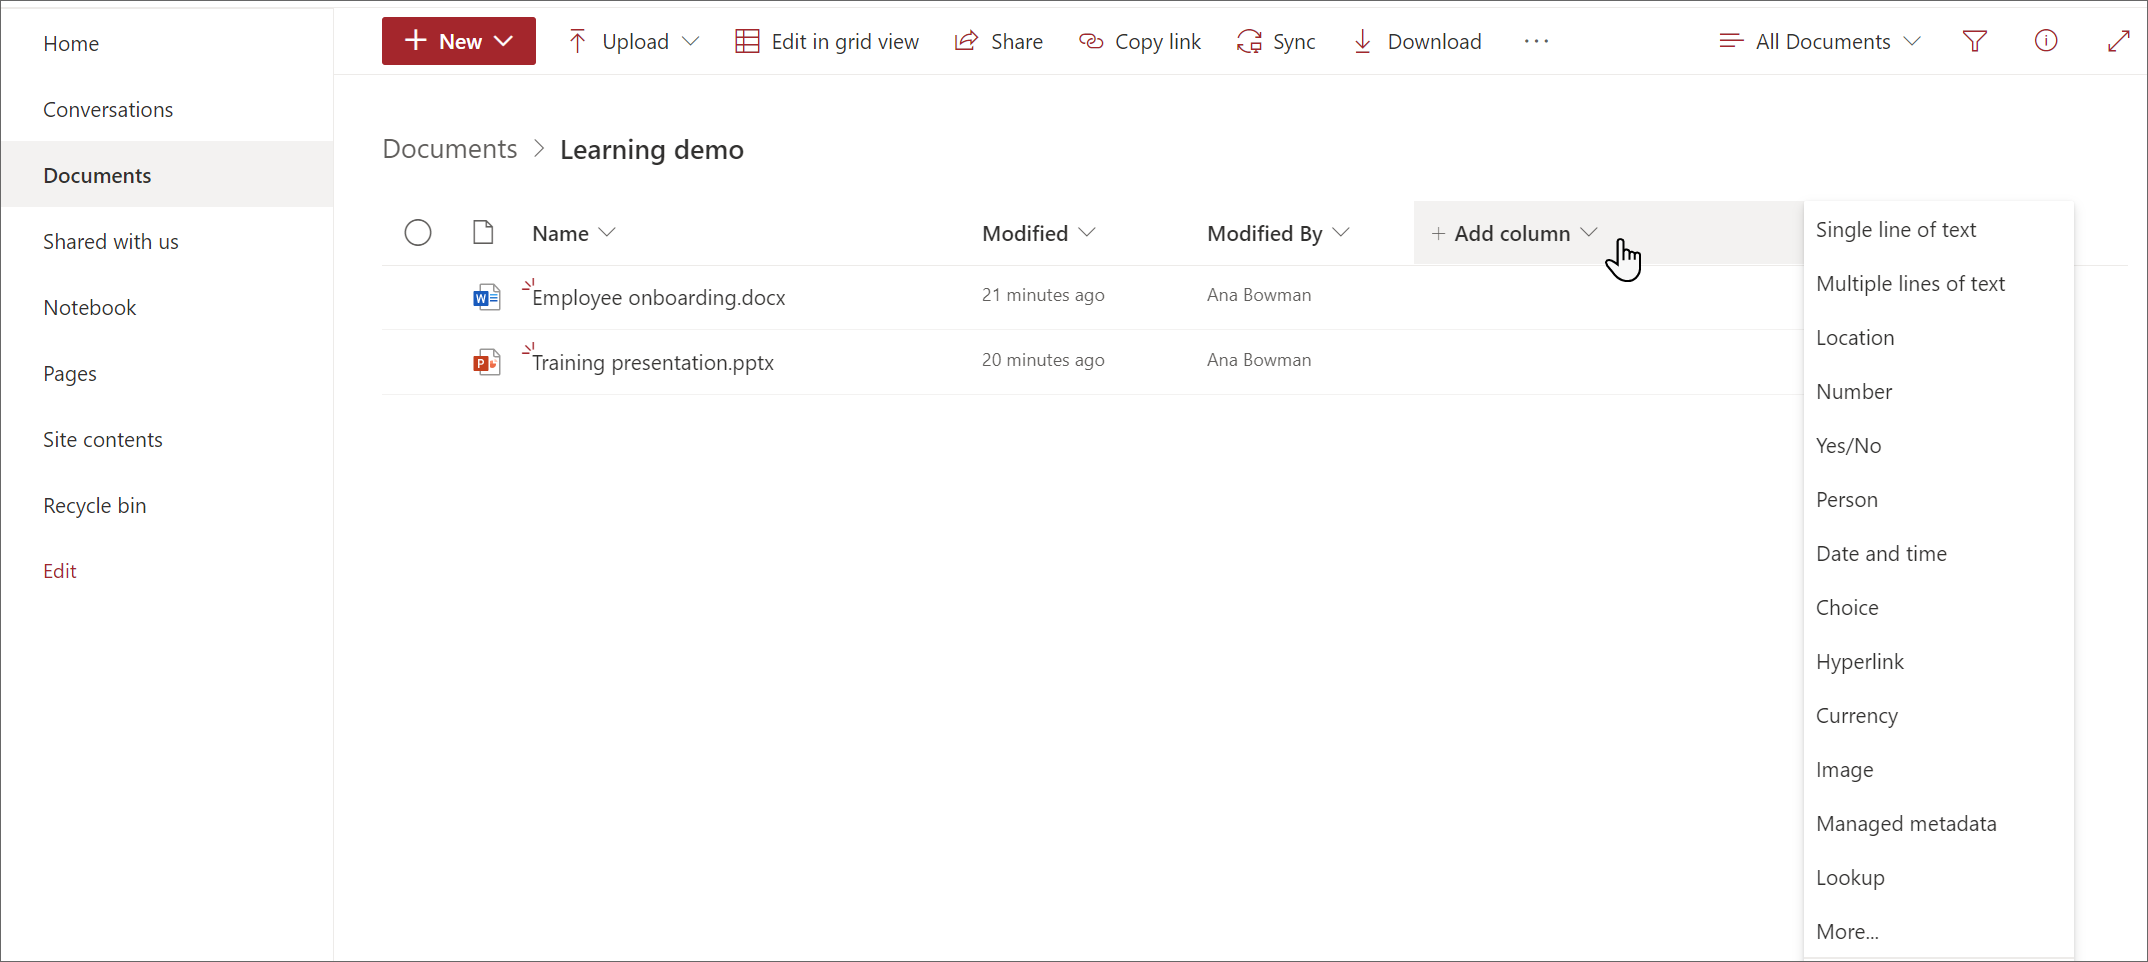 Home
Conversations
Documents
Shared with us
Notebook
Pages
Site contents
Recycle bin
Edit
New Upload Edit in grid view Share Copy link Sync Download ... All Documents
Documents > Learning demo
Name Modified Modified By + Add column
Employee onboarding.docx 21 minutes ago Ana Bowman
Training presentation.pptx 20 minutes ago Ana Bowman
Single line of text
Multiple lines of text
Location
Number
Yes/No
Person
Date and time
Choice
Hyperlink
Currency
Image
Managed metadata
Lookup
More...